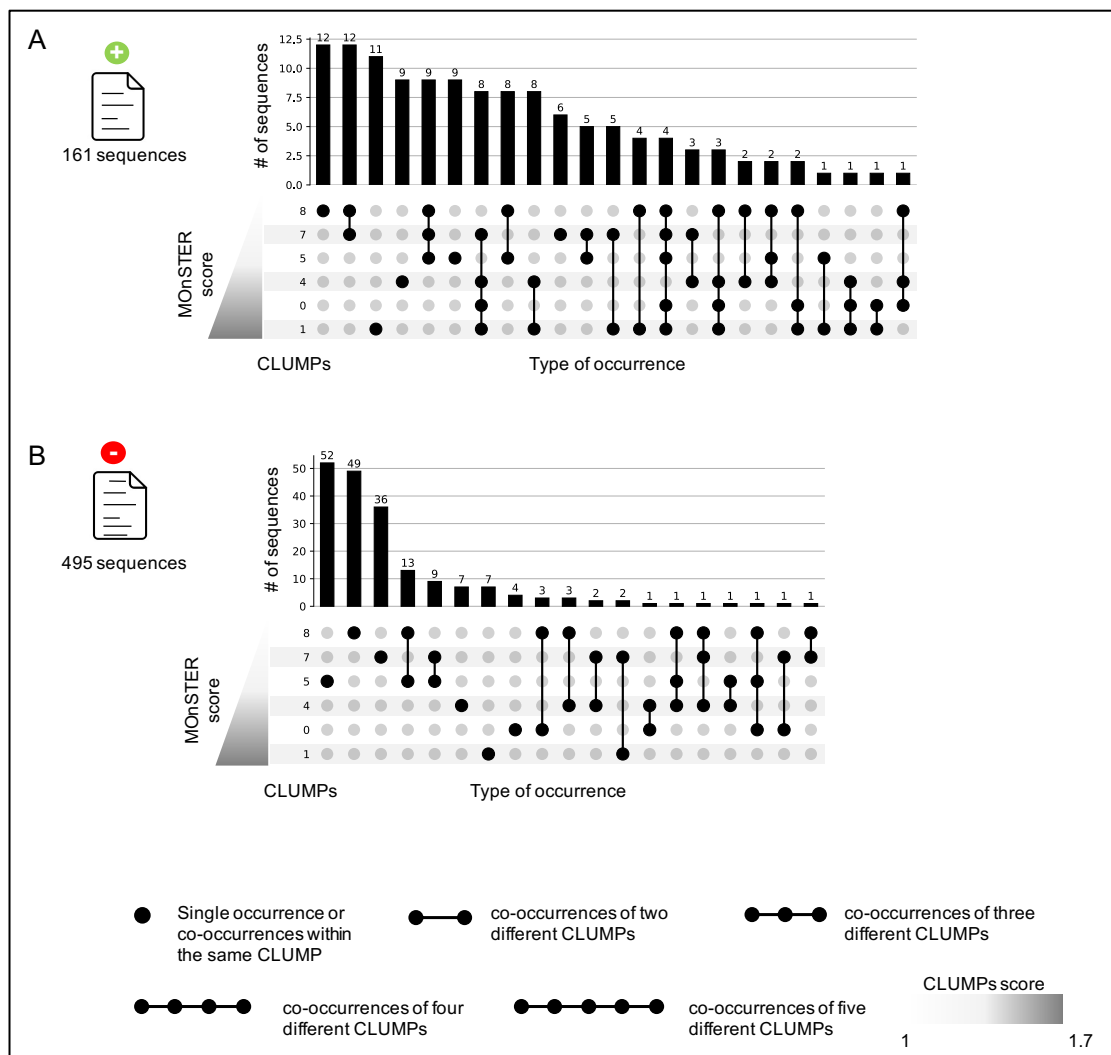 A
+
161 sequences
# of sequences
12.5
10.0
7.5
5.0
2.5
0.0
12 12 11 9 9 9 8 8 8 6 5 5 4 4 3 3 2 2 2 1 1 1 1
MOnSTER
score
8
7
5
4
0
1
CLUMPs
Type of occurrence
B
-
495 sequences
# of sequences
50
40
30
20
10
0
52 49 36 13 9 7 7 4 3 3 2 2 1 1 1 1 1 1 1
MOnSTER
score
8
7
5
4
0
1
CLUMPs
Type of occurrence
Single occurrence or
co-occurrences within
the same CLUMP
co-occurrences of two
different CLUMPs
co-occurrences of three
different CLUMPs
co-occurrences of four
different CLUMPs
co-occurrences of five
different CLUMPs
CLUMPs score
1 1.7